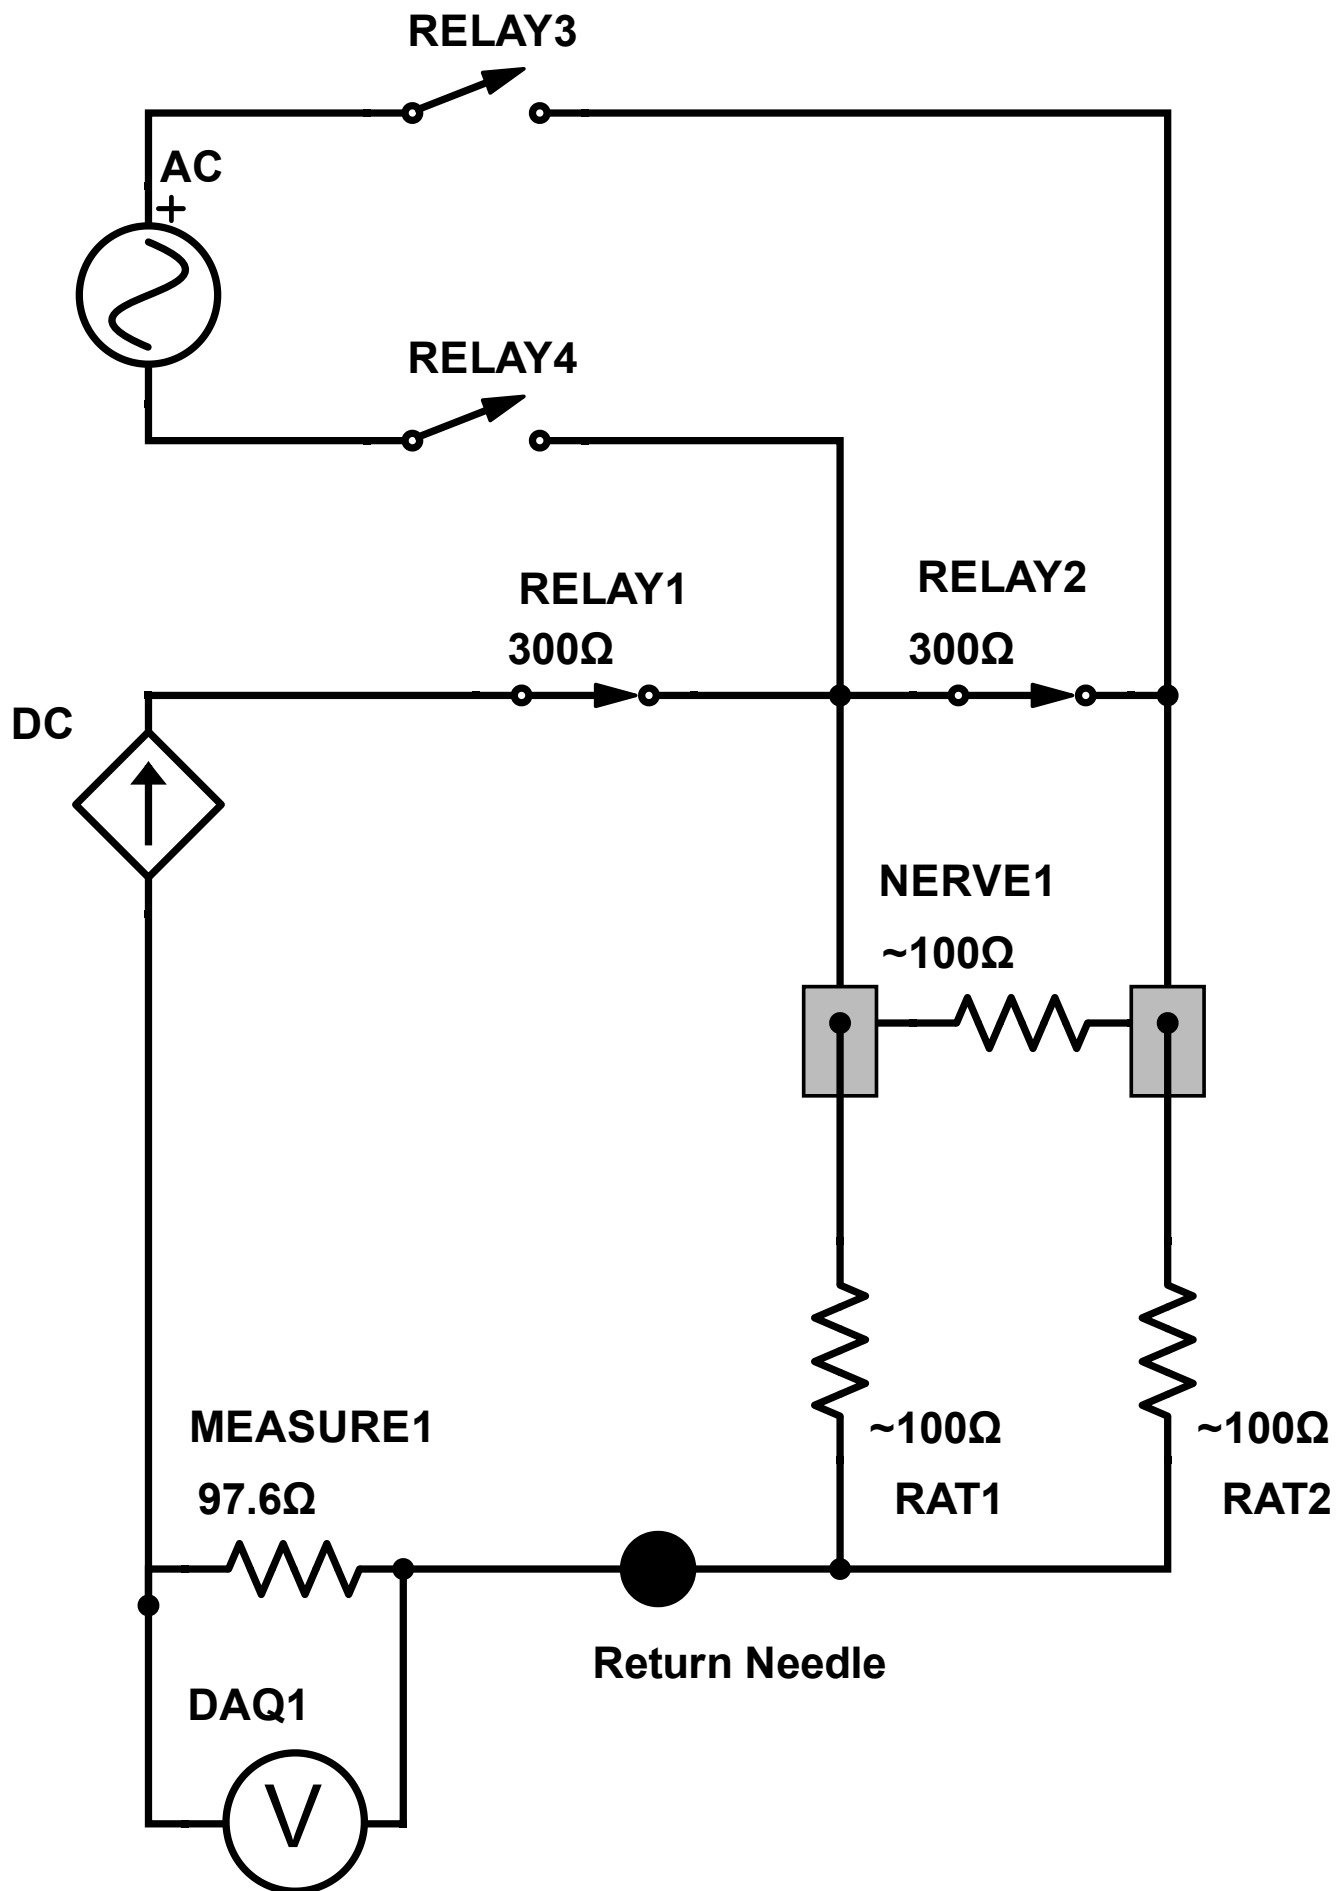 RELAY3
AC
+
RELAY4
RELAY1
300Ω
RELAY2
300Ω
DC
NERVE1
~100Ω
MEASURE1
97.6Ω
~100Ω
RAT1
~100Ω
RAT2
Return Needle
DAQ1
V